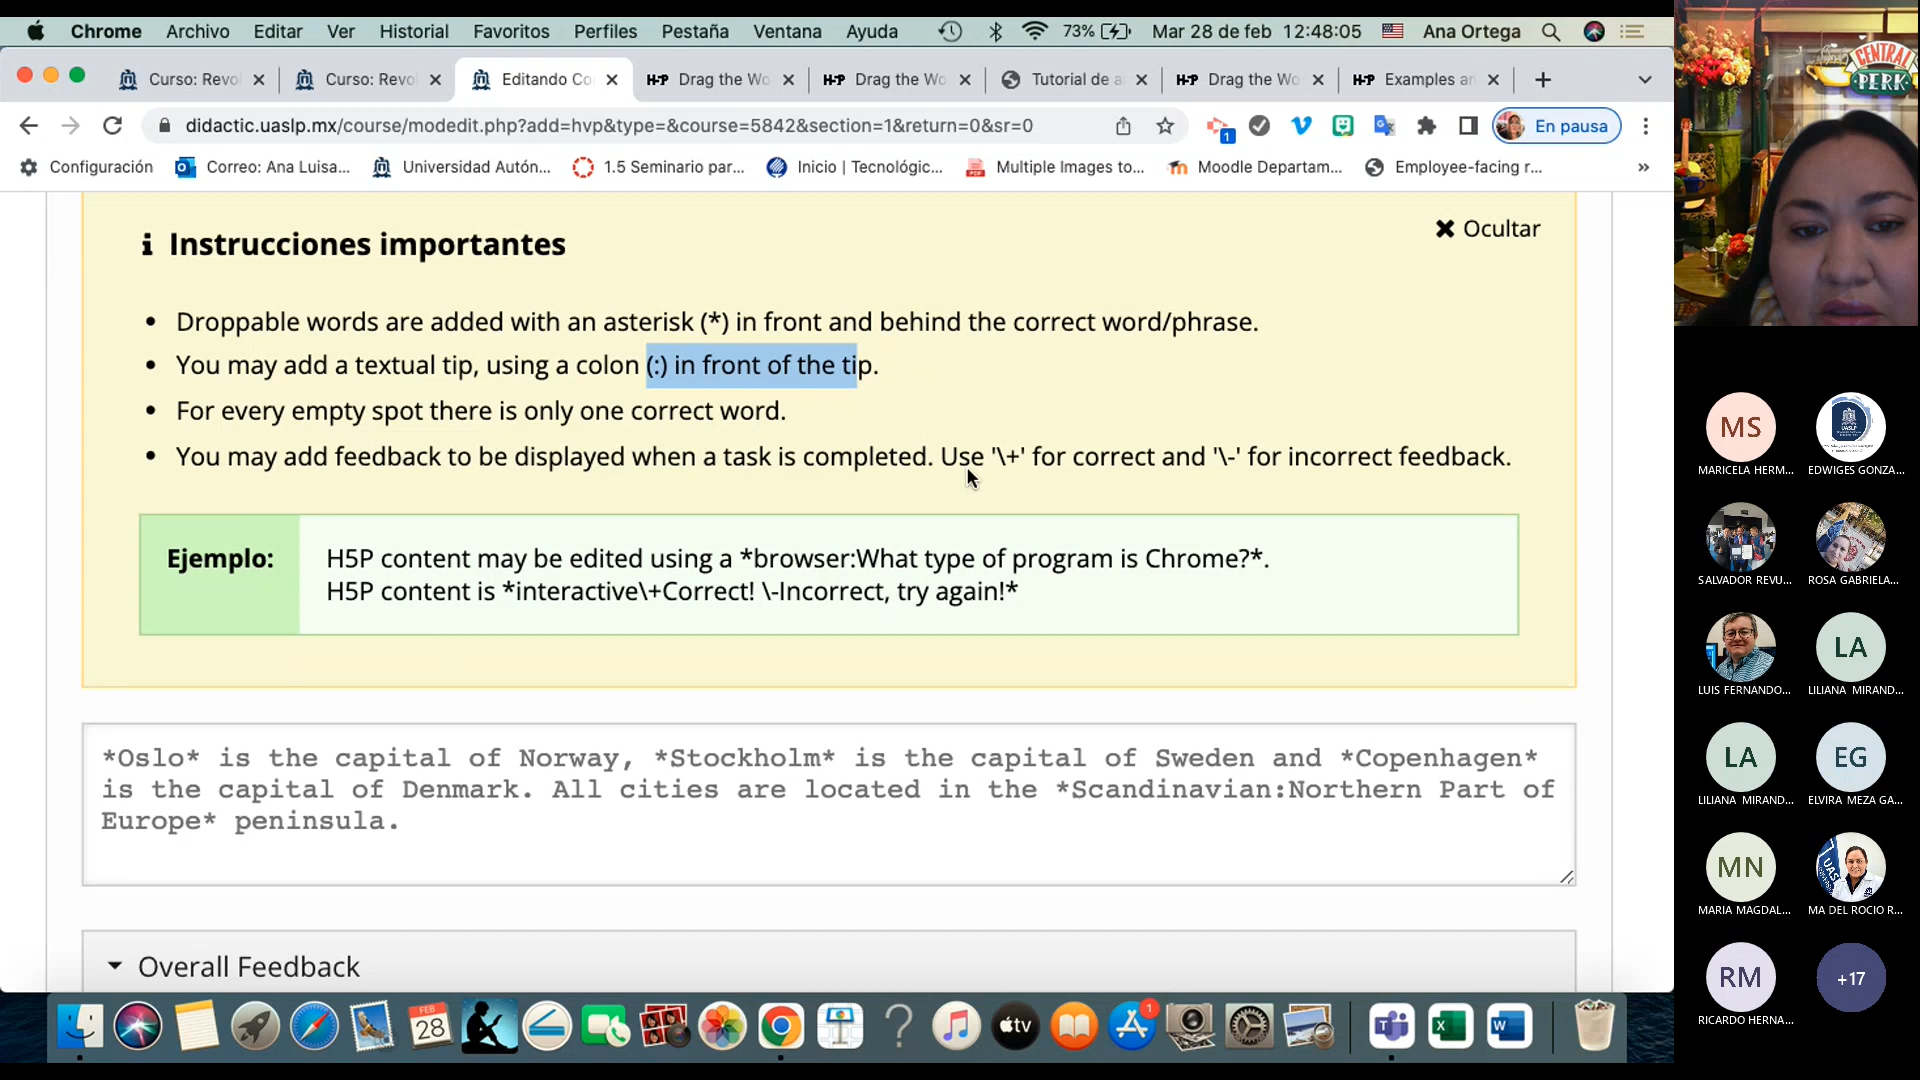 Chrome Archivo Editar Ver Historial Favoritos Perfiles Pestaña Ventana Ayuda 73% Mar 28 de feb 12:48:05 Ana Ortega
Curso: Revo Curso: Revo Editando Co H-P Drag the Wo H-P Drag the Wo Tutorial de a H-P Drag the Wo H-P Examples an
didactic.uaslp.mx/course/modedit.php?add=hvp&type=&course=5842&section=1&return=0&sr=0 1 En pausa
Configuración Correo: Ana Luisa... Universidad Autón... 1.5 Seminario par... Inicio | Tecnológic... Multiple Images to... Moodle Departam... Employee-facing r... »
Instrucciones importantes
Ocultar
• Droppable words are added with an asterisk (*) in front and behind the correct word/phrase.
• You may add a textual tip, using a colon (:) in front of the tip.
• For every empty spot there is only one correct word.
• You may add feedback to be displayed when a task is completed. Use '\+' for correct and '\-' for incorrect feedback.
Ejemplo: H5P content may be edited using a *browser:What type of program is Chrome?*.
H5P content is *interactive\+Correct! \-Incorrect, try again!*
*Oslo* is the capital of Norway, *Stockholm* is the capital of Sweden and *Copenhagen*
is the capital of Denmark. All cities are located in the *Scandinavian:Northern Part of
Europe* peninsula.
Overall Feedback
FEB
28
tv
1
CENTRAL
PERK
MS
MARICELA HERM...
UASLP
EDWIGES GONZA...
SALVADOR REVU...
ROSA GABRIELA...
LUIS FERNANDO...
LA
LILIANA MIRAND...
LA
LILIANA MIRAND...
EG
ELVIRA MEZA GA...
MN
MARIA MAGDAL...
MA DEL ROCIO R...
RM
RICARDO HERNA...
+17